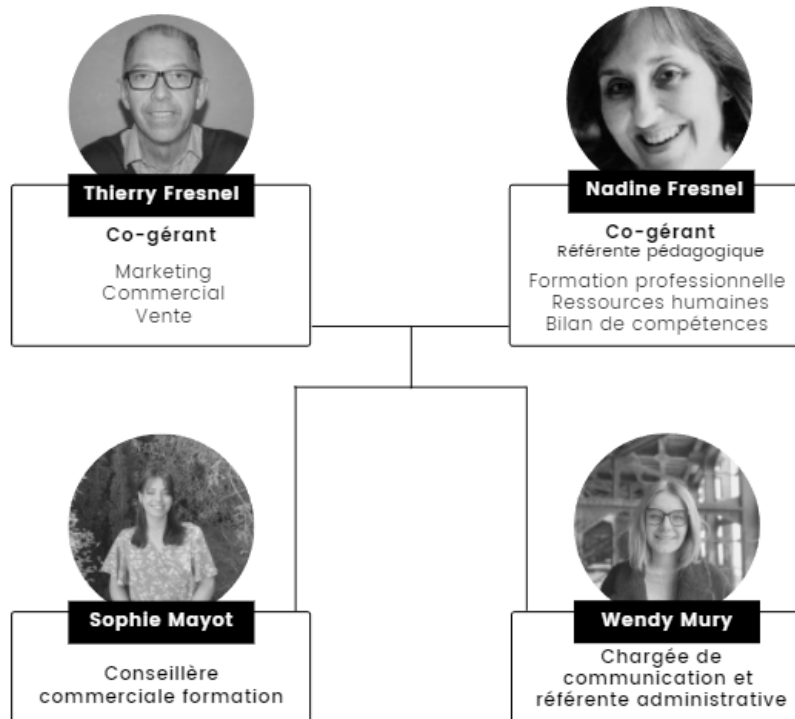 Thierry Fresnel
Co-gérant
Marketing
Commercial
Vente
Nadine Fresnel
Co-gérant
Référente pédagogique
Formation professionnelle
Ressources humaines
Bilan de compétences
Sophie Mayot
Conseillère
commerciale formation
Wendy Mury
Chargée de
communication et
référente administrative